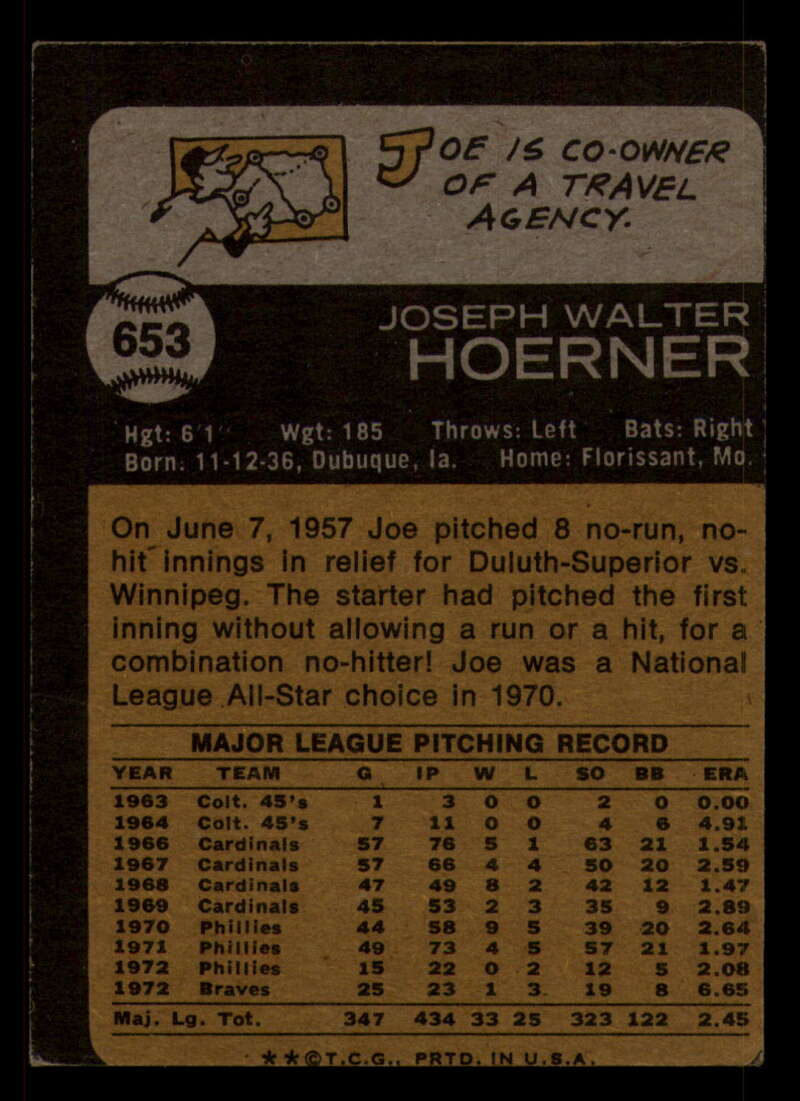 JOE IS CO-OWNER
OF A TRAVEL
AGENCY.
653
JOSEPH WALTER
HOERNER
Hgt: 6'1" Wgt: 185 Throws: Left Bats: Right
Born: 11-12-36, Dubuque, Ia. Home: Florissant, Mo.
On June 7, 1957 Joe pitched 8 no-run, no-
hit innings in relief for Duluth-Superior vs.
Winnipeg. The starter had pitched the first
inning without allowing a run or a hit, for a
combination no-hitter! Joe was a National
League All-Star choice in 1970.
MAJOR LEAGUE PITCHING RECORD
YEAR TEAM G IP W L SO BB ERA
1963 Colt. 45's 1 3 0 0 2 0 0.00
1964 Colt. 45's 7 11 0 0 4 6 4.91
1966 Cardinals 57 76 5 1 63 21 1.54
1967 Cardinals 57 66 4 4 50 20 2.59
1968 Cardinals 47 49 8 2 42 12 1.47
1969 Cardinals 45 53 2 3 35 9 2.89
1970 Phillies 44 58 9 5 39 20 2.64
1971 Phillies 49 73 4 5 57 21 1.97
1972 Phillies 15 22 0 2 12 5 2.08
1972 Braves 25 23 1 3 19 8 6.65
Maj. Lg. Tot. 347 434 33 25 323 122 2.45
**©T.C.G., PRTD. IN U.S.A.